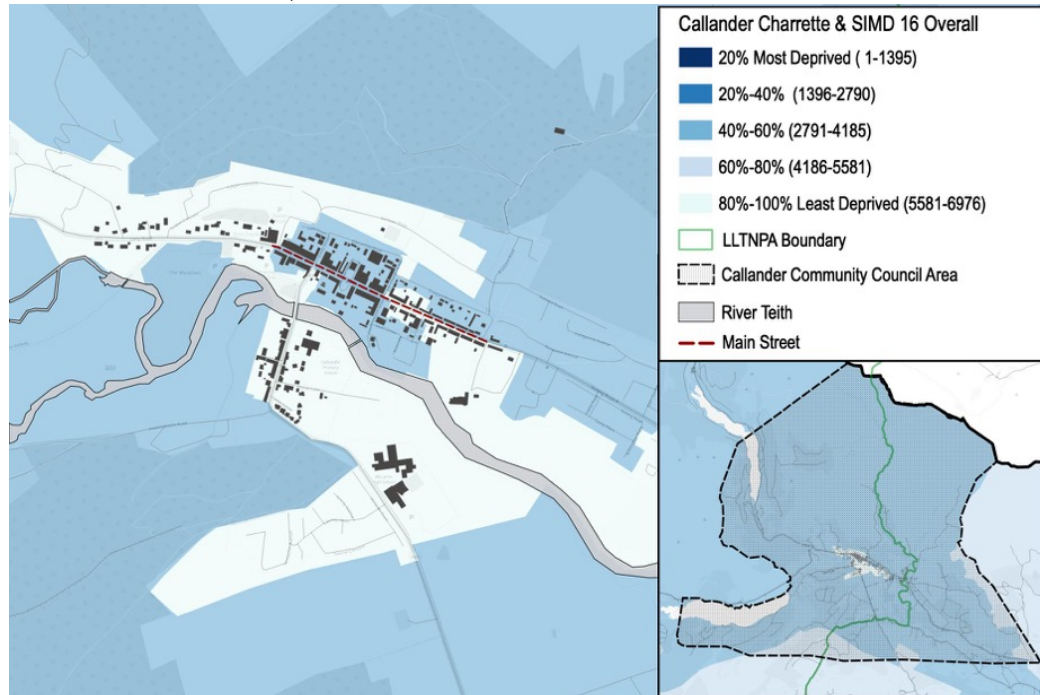 Callander Charrette & SIMD 16 Overall
20% Most Deprived ( 1-1395)
20%-40% (1396-2790)
40%-60% (2791-4185)
60%-80% (4186-5581)
80%-100% Least Deprived (5581-6976)
LLTNPA Boundary
Callander Community Council Area
River Teith
Main Street